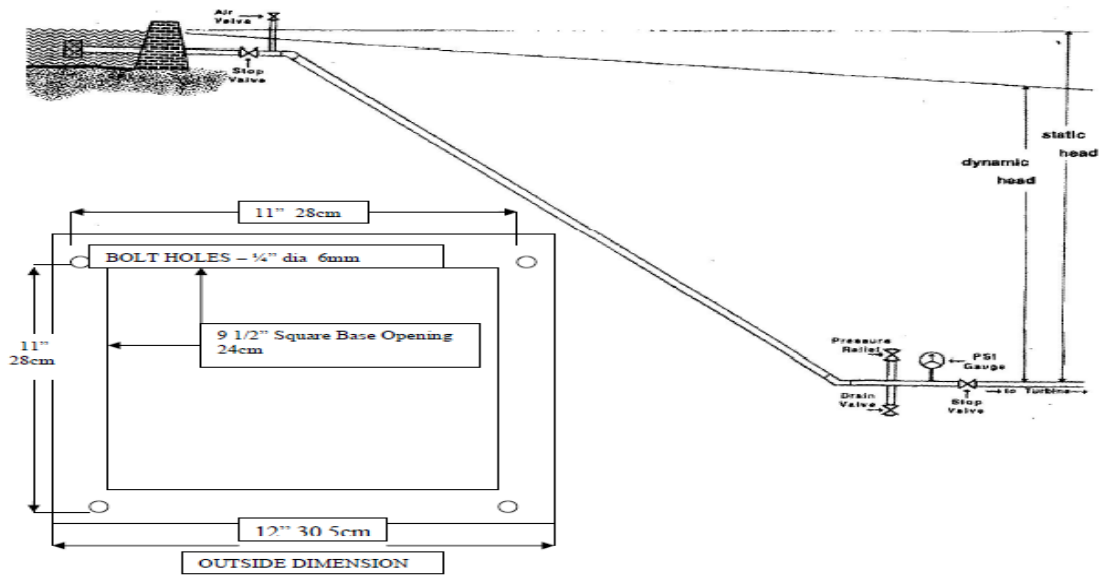 Air
Valve
Stop
Valve
static
head
dynamic
head
11” 28cm
BOLT HOLES – ¼” dia 6mm
9 1/2” Square Base Opening
24cm
11”
28cm
Pressure
Relief
PSI
Gauge
Drain
Valve
Stop
Valve
to Turbine
12” 30.5cm
OUTSIDE DIMENSION